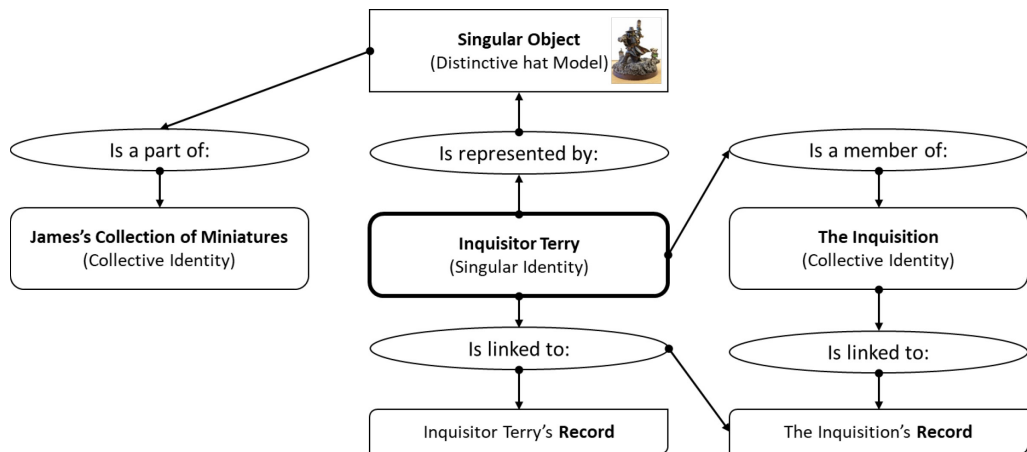 Singular Object
(Distinctive hat Model)
Is a part of:
Is represented by:
Is a member of:
James's Collection of Miniatures
(Collective Identity)
Inquisitor Terry
(Singular Identity)
The Inquisition
(Collective Identity)
Is linked to:
Is linked to:
Inquisitor Terry's Record
The Inquisition's Record